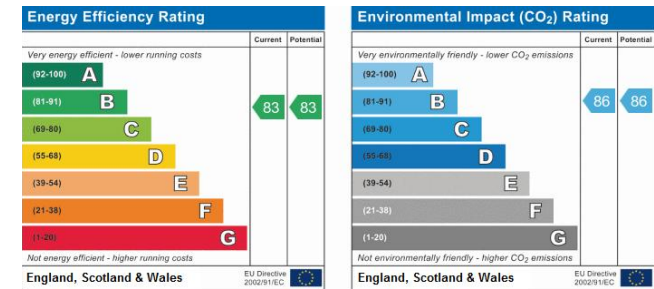 Energy Efficiency Rating
Current Potential
Very energy efficient - lower running costs
(92-100) A
(81-91) B
83 83
(69-80) C
(55-68) D
(39-54) E
(21-38) F
(1-20) G
Not energy efficient - higher running costs
England, Scotland & Wales
EU Directive
2002/91/EC
Environmental Impact (CO2) Rating
Current Potential
Very environmentally friendly - lower CO2 emissions
(92-100) A
(81-91) B
86 86
(69-80) C
(55-68) D
(39-54) E
(21-38) F
(1-20) G
Not environmentally friendly - higher CO2 emissions
England, Scotland & Wales
EU Directive
2002/91/EC